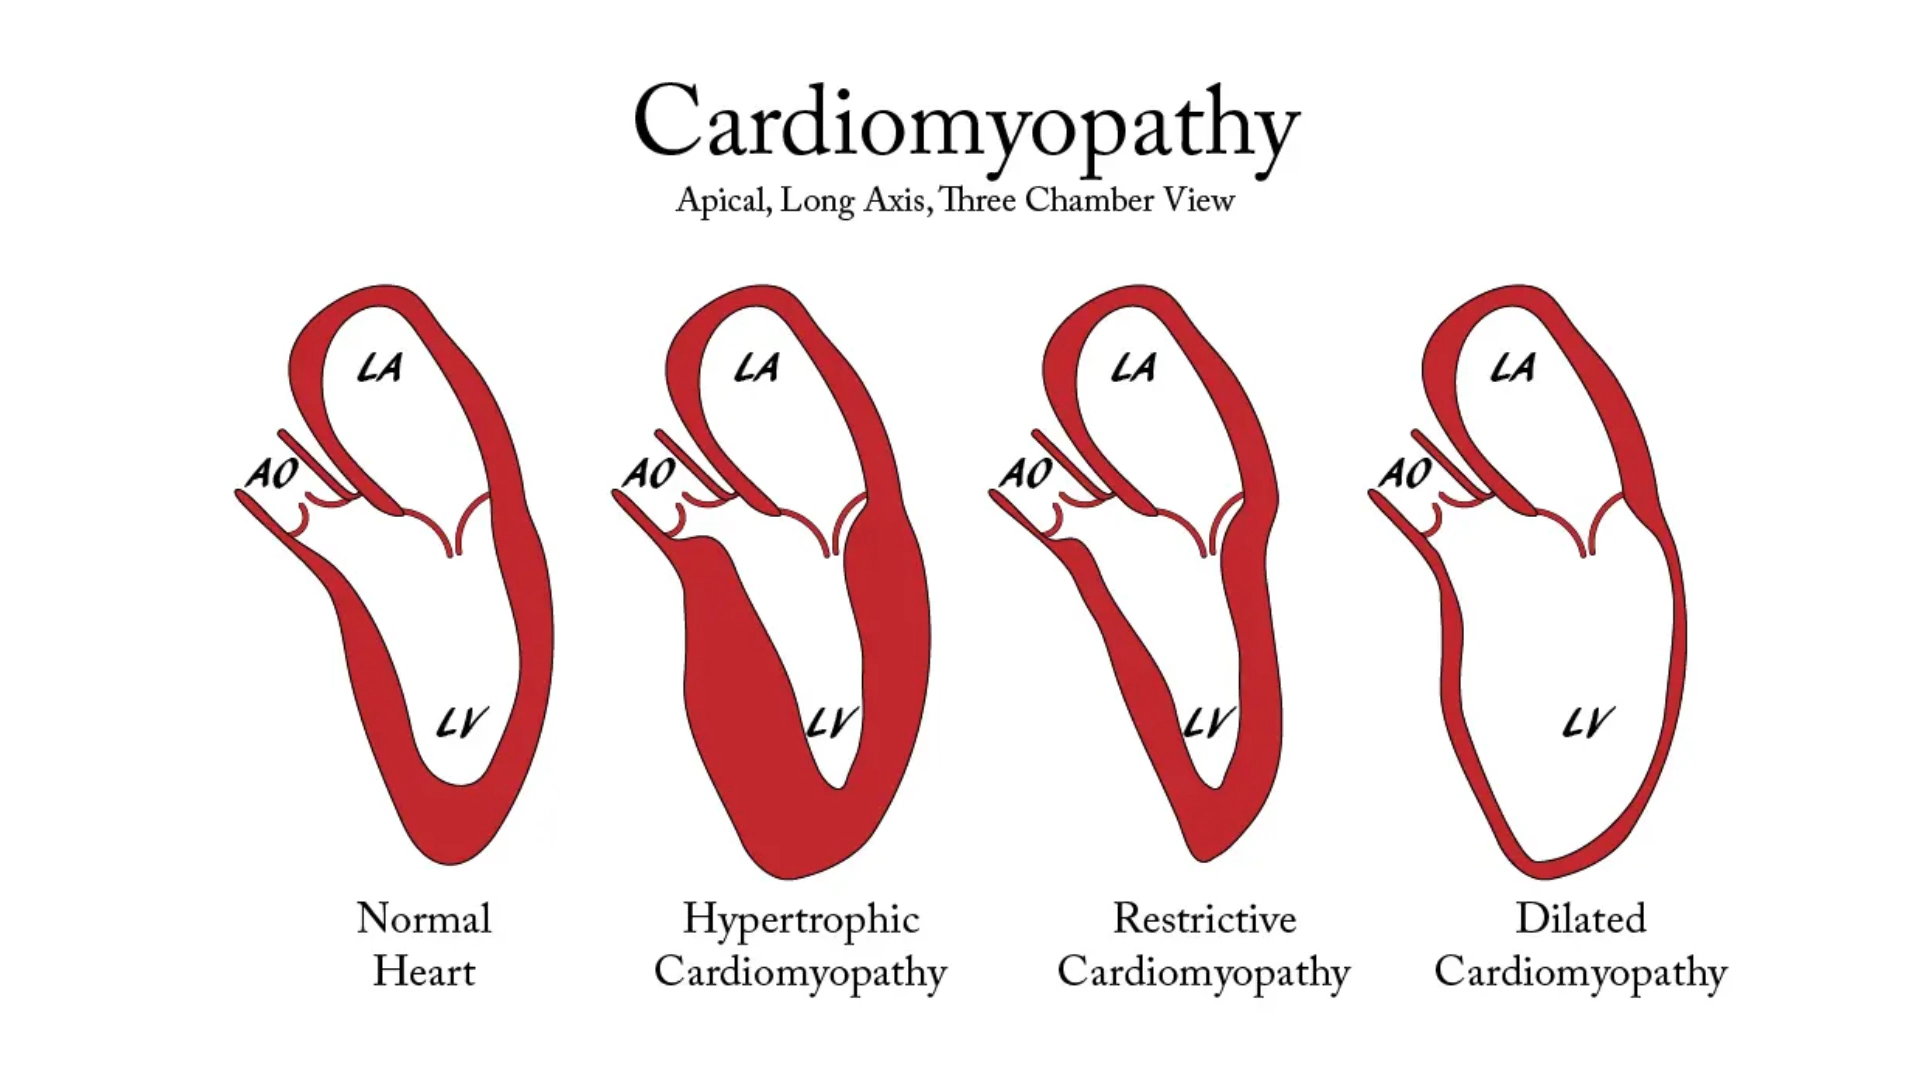 Cardiomyopathy
Apical, Long Axis, Three Chamber View
LA
AO
LV
LA
AO
LV
LA
AO
LV
LA
AO
LV
Normal
Heart
Hypertrophic
Cardiomyopathy
Restrictive
Cardiomyopathy
Dilated
Cardiomyopathy